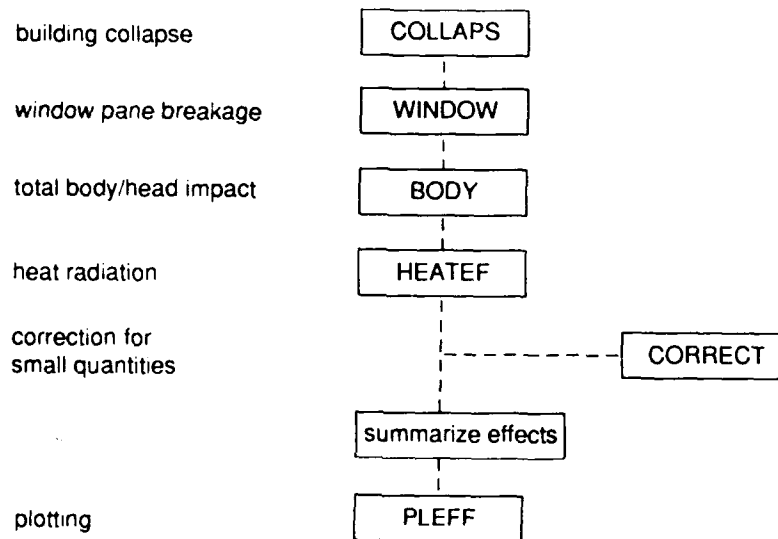 building collapse
COLLAPS
window pane breakage
WINDOW
total body/head impact
BODY
heat radiation
HEATEF
correction for
small quantities
CORRECT
summarize effects
plotting
PLEFF